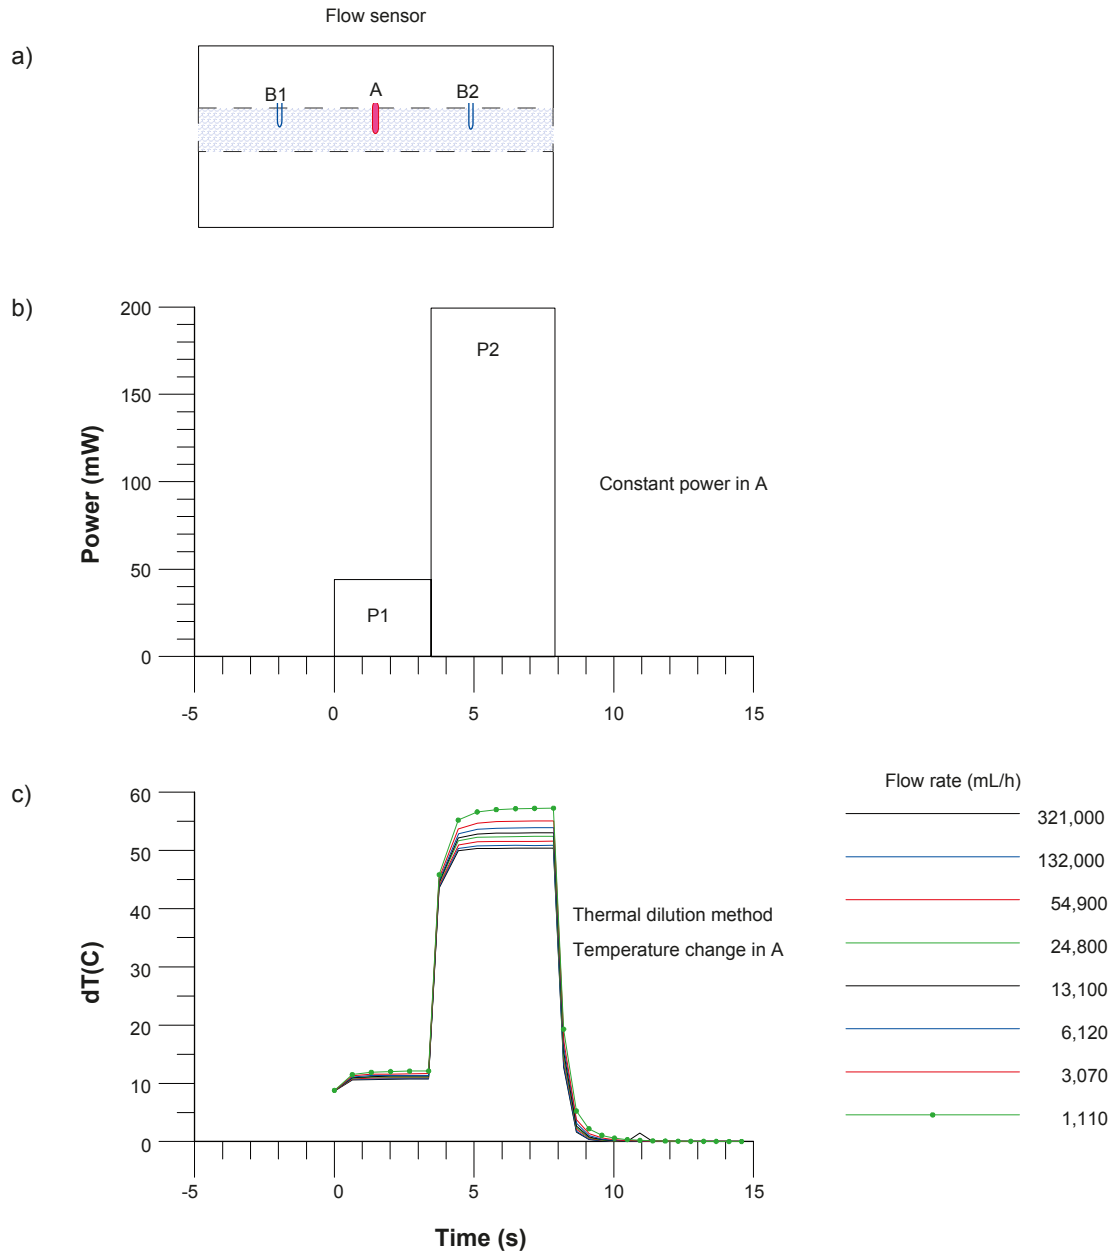 Flow sensor
a)
B1
A
B2
b)
200
150
100
50
0
Power (mW)
P1
P2
Constant power in A
-5
0
5
10
15
c)
60
50
40
30
20
10
0
dT(C)
Thermal dilution method
Temperature change in A
-5
0
5
10
15
Time (s)
Flow rate (mL/h)
321,000
132,000
54,900
24,800
13,100
6,120
3,070
1,110